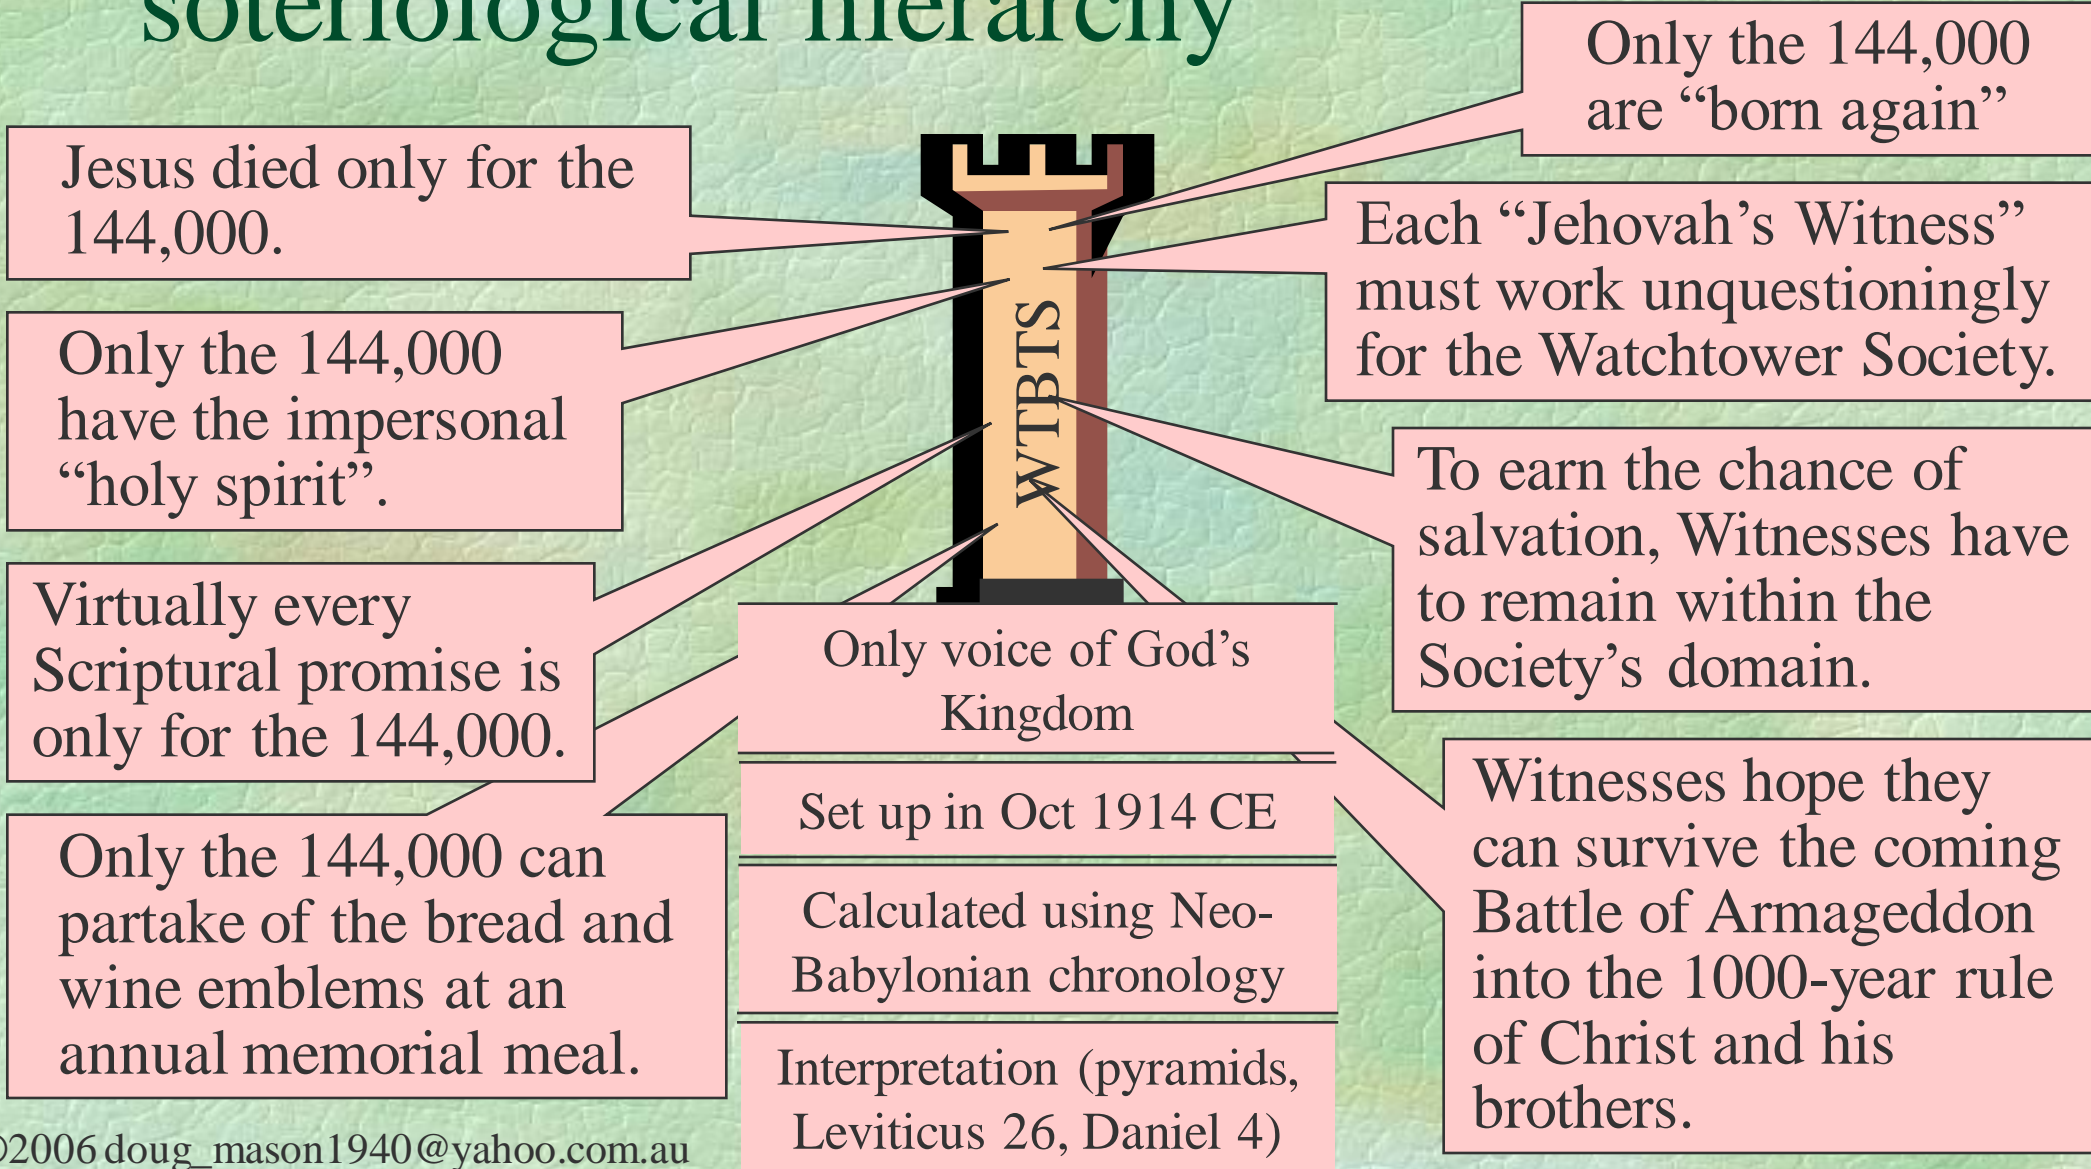 soteriological hierarchy
Jesus died only for the
144,000.
Only the 144,000
have the impersonal
“holy spirit”.
Virtually every
Scriptural promise is
only for the 144,000.
Only the 144,000 can
partake of the bread and
wine emblems at an
annual memorial meal.
©2006 doug_mason1940@yahoo.com.au
WTBTS
Only voice of God’s
Kingdom
Set up in Oct 1914 CE
Calculated using Neo-
Babylonian chronology
Interpretation (pyramids,
Leviticus 26, Daniel 4)
Only the 144,000
are “born again”
Each “Jehovah’s Witness”
must work unquestioningly
for the Watchtower Society.
To earn the chance of
salvation, Witnesses have
to remain within the
Society’s domain.
Witnesses hope they
can survive the coming
Battle of Armageddon
into the 1000-year rule
of Christ and his
brothers.